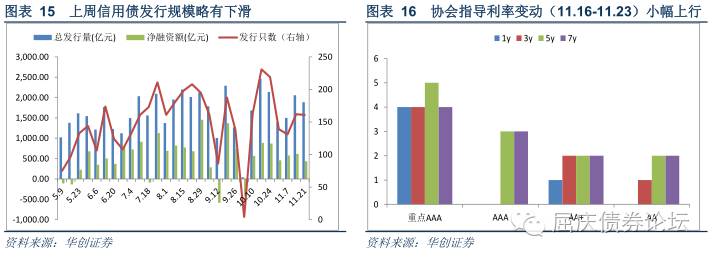 图表 15 上周信用债发行规模略有下滑
总发行量(亿元) 净融资额(亿元) 发行只数（右轴）
3,000.00
2,500.00
2,000.00
1,500.00
1,000.00
500.00
0.00
-500.00
-1,000.00
250
200
150
100
50
0
5.9 5.23 6.6 6.20 7.4 7.18 8.1 8.15 8.29 9.12 9.26 10.10 10.24 11.7 11.21
资料来源：华创证券
图表 16 协会指导利率变动（11.16-11.23）小幅上行
1y 3y 5y 7y
6
5
4
3
2
1
0
重点AAA AAA AA+ AA
屈庆债券论坛
资料来源：华创证券